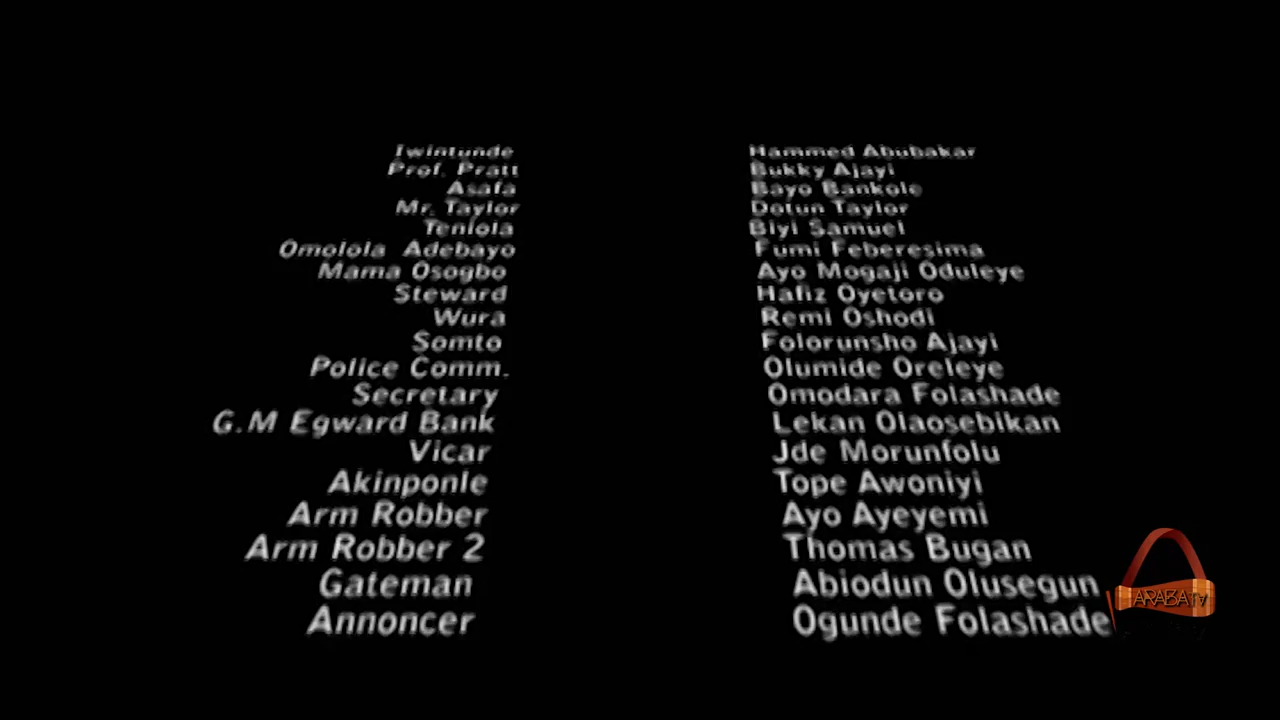 Iwintunde Hammed Abubakar
Prof. Pratt Bukky Ajayi
Asafa Bayo Bankole
Mr. Taylor Dotun Taylor
Teniola Biyi Samuel
Omolola Adebayo Fumi Feberesima
Mama Osogbo Ayo Mogaji Oduleye
Steward Hafiz Oyetoro
Wura Remi Oshodi
Somto Folorunsho Ajayi
Police Comm. Olumide Oreleye
Secretary Omodara Folashade
G.M Egward Bank Lekan Olaosebikan
Vicar Jde Morunfolu
Akinponle Tope Awoniyi
Arm Robber Ayo Ayeyemi
Arm Robber 2 Thomas Bugan
Gateman Abiodun Olusegun
Annoncer Ogunde Folashade
ARABATV